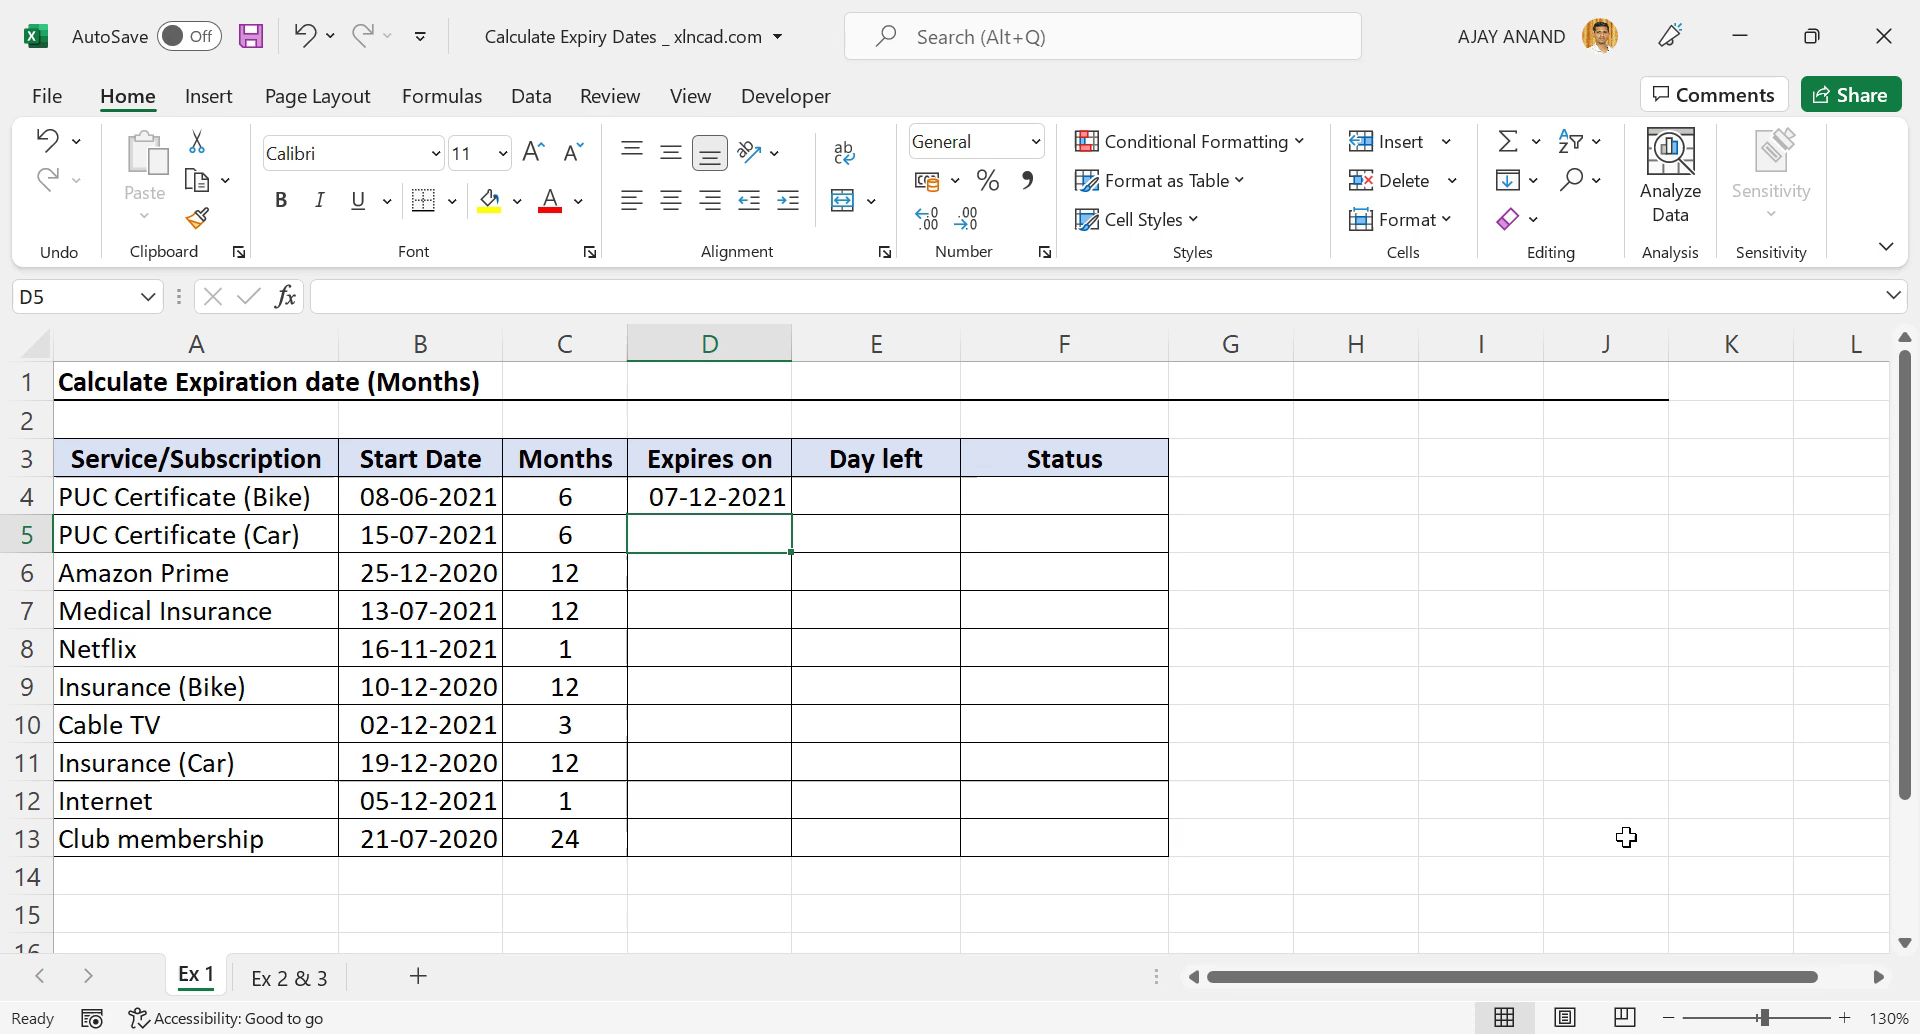 AutoSave Off Calculate Expiry Dates _ xlncad.com Search (Alt+Q) AJAY ANAND
File Home Insert Page Layout Formulas Data Review View Developer Comments Share
Paste
Calibri 11
B I U A
ab
General
% 9
Conditional Formatting
Format as Table
Cell Styles
Insert
Delete
Format
Analyze Data
Sensitivity
Undo Clipboard Font Alignment Number Styles Cells Editing Analysis Sensitivity
D5 fx
A B C D E F G H I J K L
1 Calculate Expiration date (Months)
2
3 Service/Subscription Start Date Months Expires on Day left Status
4 PUC Certificate (Bike) 08-06-2021 6 07-12-2021
5 PUC Certificate (Car) 15-07-2021 6
6 Amazon Prime 25-12-2020 12
7 Medical Insurance 13-07-2021 12
8 Netflix 16-11-2021 1
9 Insurance (Bike) 10-12-2020 12
10 Cable TV 02-12-2021 3
11 Insurance (Car) 19-12-2020 12
12 Internet 05-12-2021 1
13 Club membership 21-07-2020 24
14
15
16
Ex 1 Ex 2 & 3
Ready Accessibility: Good to go 130%